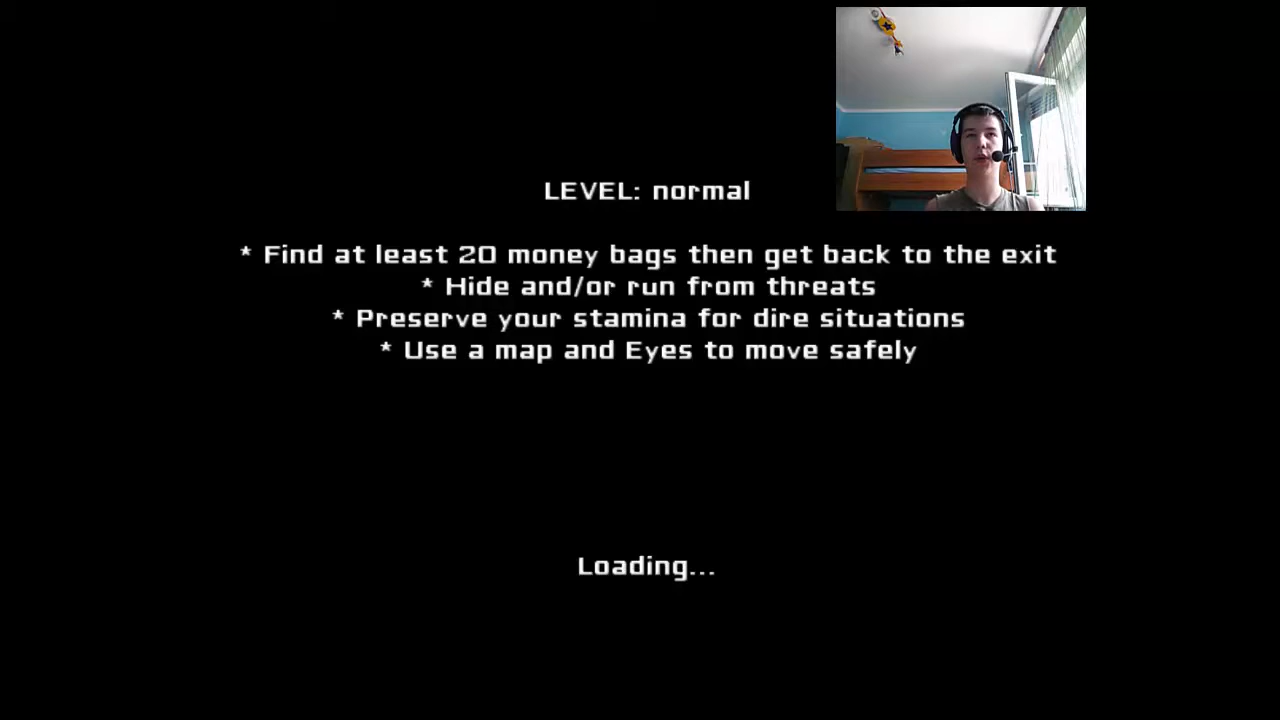 LEVEL: normal
* Find at least 20 money bags then get back to the exit
* Hide and/or run from threats
* Preserve your stamina for dire situations
* Use a map and Eyes to move safely
Loading...